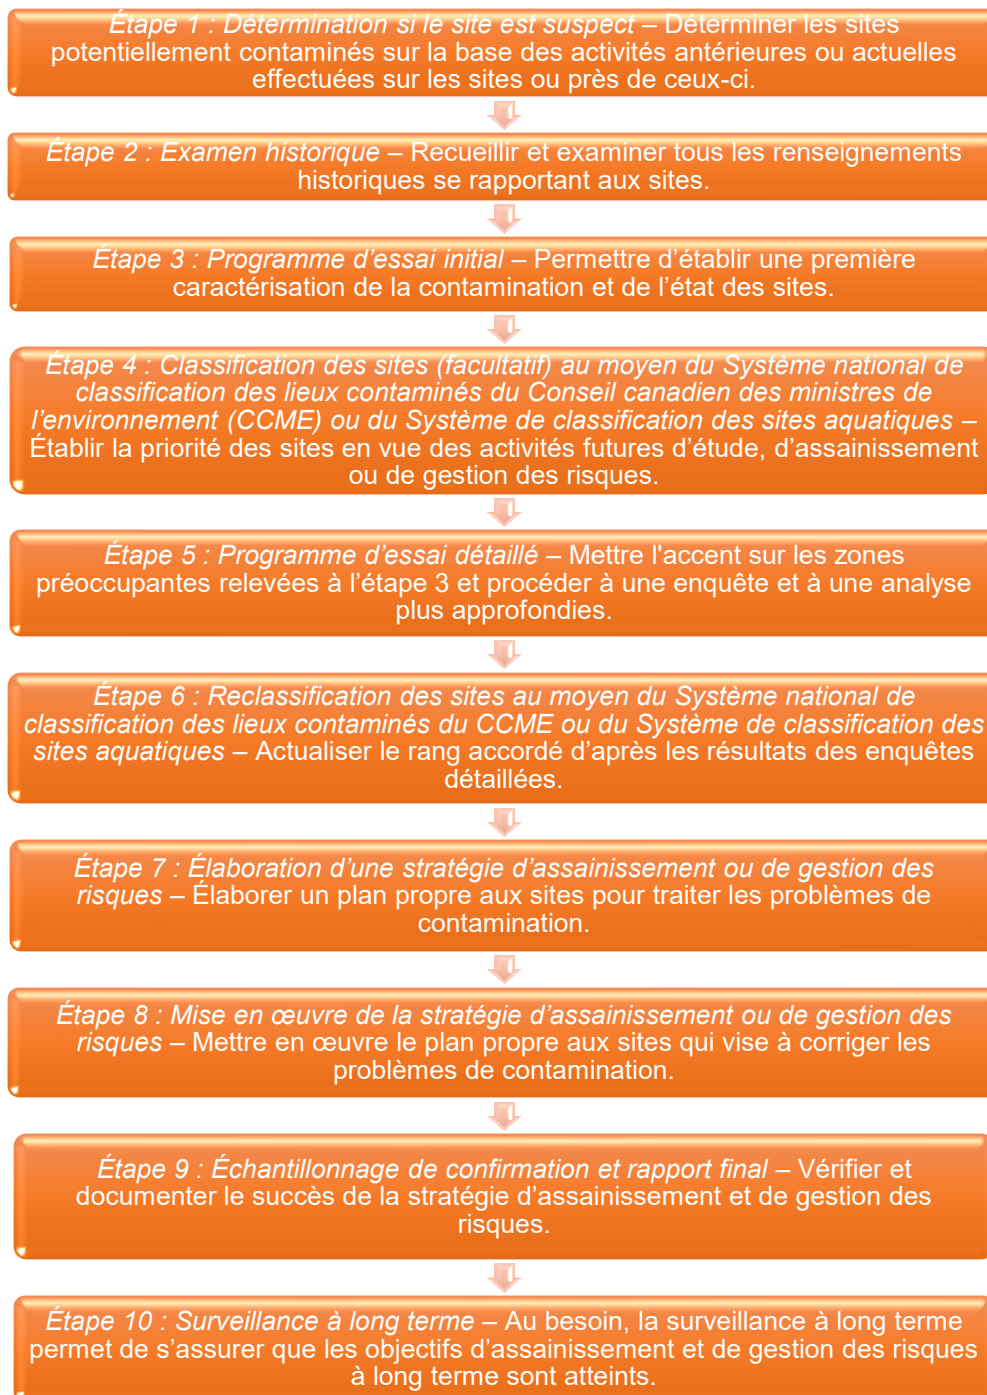 Étape 1 : Détermination si le site est suspect – Déterminer les sites
potentiellement contaminés sur la base des activités antérieures ou actuelles
effectuées sur les sites ou près de ceux-ci.
Étape 2 : Examen historique – Recueillir et examiner tous les renseignements
historiques se rapportant aux sites.
Étape 3 : Programme d’essai initial – Permettre d’établir une première
caractérisation de la contamination et de l’état des sites.
Étape 4 : Classification des sites (facultatif) au moyen du Système national de
classification des lieux contaminés du Conseil canadien des ministres de
l’environnement (CCME) ou du Système de classification des sites aquatiques –
Établir la priorité des sites en vue des activités futures d’étude, d’assainissement
ou de gestion des risques.
Étape 5 : Programme d’essai détaillé – Mettre l'accent sur les zones
préoccupantes relevées à l’étape 3 et procéder à une enquête et à une analyse
plus approfondies.
Étape 6 : Reclassification des sites au moyen du Système national de
classification des lieux contaminés du CCME ou du Système de classification des
sites aquatiques – Actualiser le rang accordé d’après les résultats des enquêtes
détaillées.
Étape 7 : Élaboration d’une stratégie d’assainissement ou de gestion des
risques – Élaborer un plan propre aux sites pour traiter les problèmes de
contamination.
Étape 8 : Mise en œuvre de la stratégie d’assainissement ou de gestion des
risques – Mettre en œuvre le plan propre aux sites qui vise à corriger les
problèmes de contamination.
Étape 9 : Échantillonnage de confirmation et rapport final – Vérifier et
documenter le succès de la stratégie d’assainissement et de gestion des
risques.
Étape 10 : Surveillance à long terme – Au besoin, la surveillance à long terme
permet de s’assurer que les objectifs d’assainissement et de gestion des risques
à long terme sont atteints.